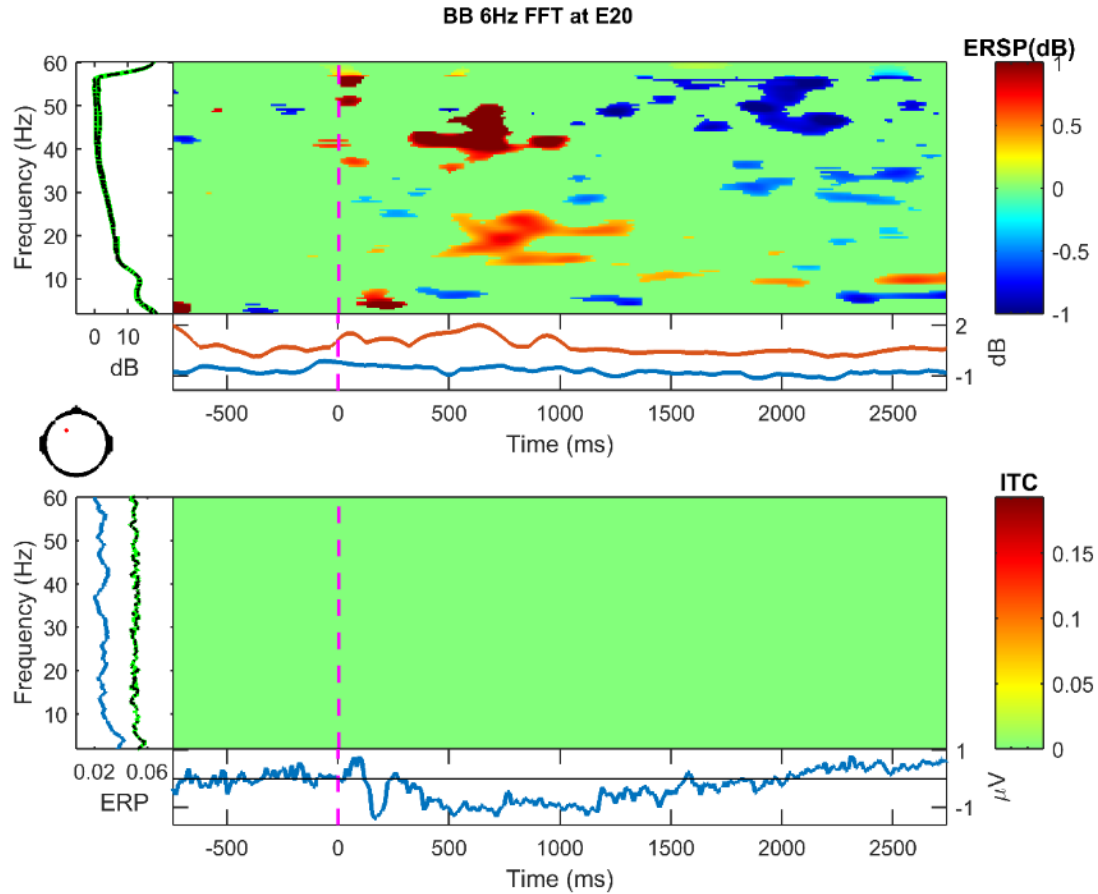 BB 6Hz FFT at E20
ERSP(dB)
60
50
40
30
20
10
Frequency (Hz)
1
0.5
0
-0.5
-1
0 10
dB
2
-1
dB
-500 0 500 1000 1500 2000 2500
Time (ms)
ITC
60
50
40
30
20
10
Frequency (Hz)
0.15
0.1
0.05
0
0.02 0.06
ERP
1
-1
μV
-500 0 500 1000 1500 2000 2500
Time (ms)